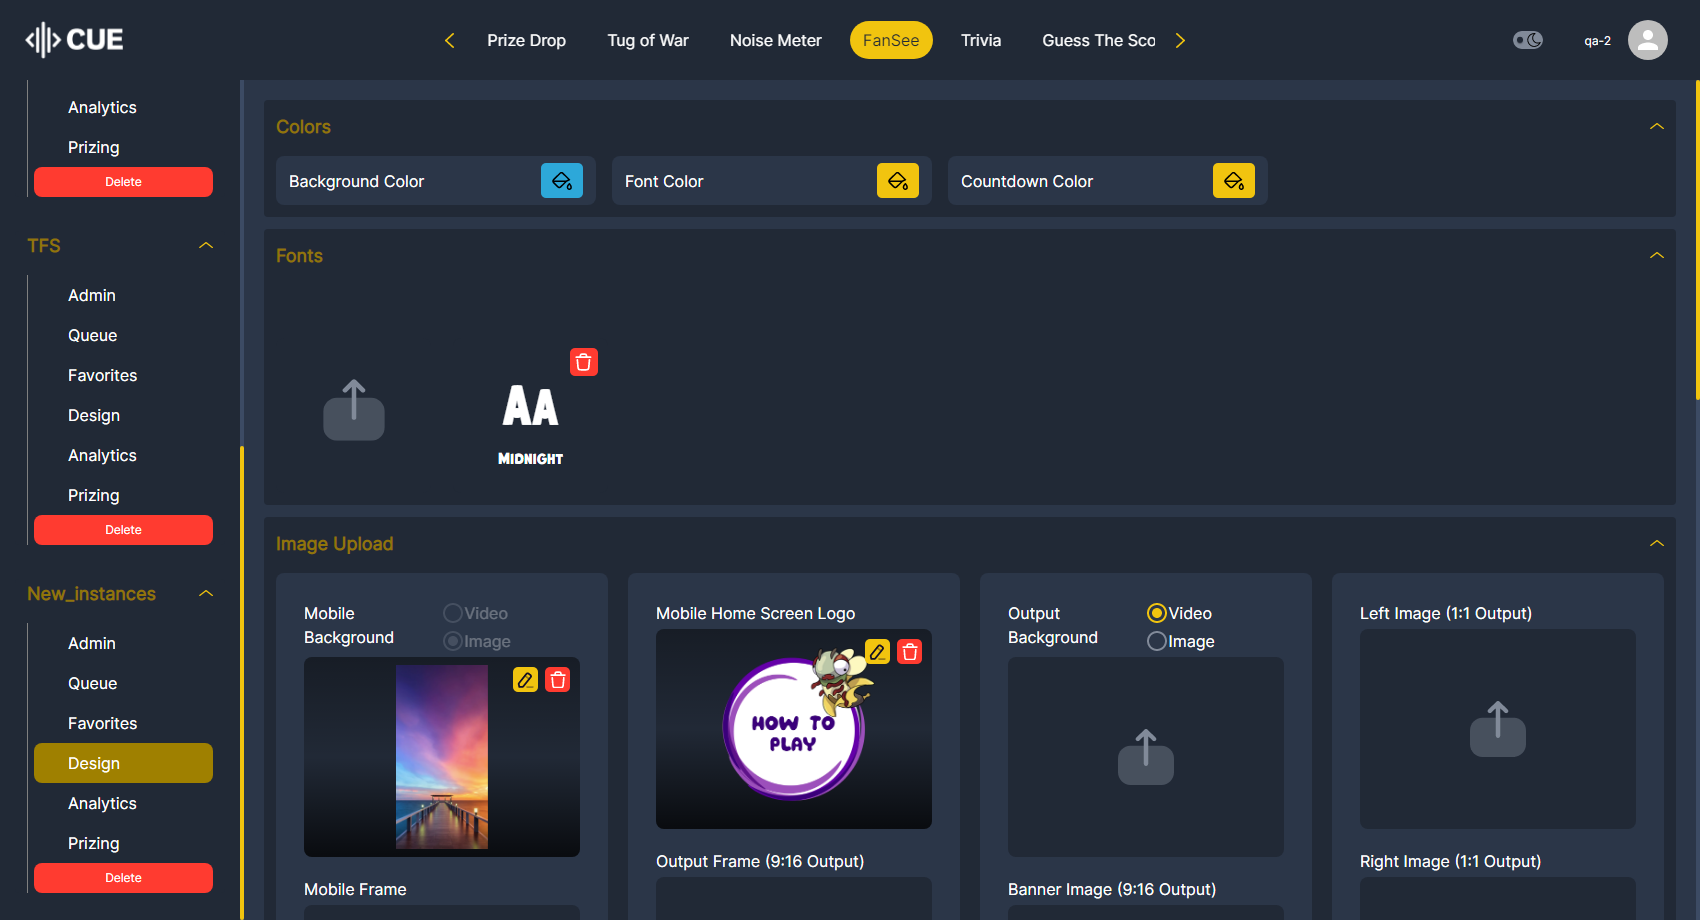 CUE
Prize Drop
Tug of War
Noise Meter
FanSee
Trivia
Guess The Sco
qa-2
Analytics
Prizing
Delete
TFS
Admin
Queue
Favorites
Design
Analytics
Prizing
Delete
New_instances
Admin
Queue
Favorites
Design
Analytics
Prizing
Delete
Colors
Background Color
Font Color
Countdown Color
Fonts
AA
MIDNIGHT
Image Upload
Mobile
Background
Video
Image
Mobile Frame
Mobile Home Screen Logo
HOW TO
PLAY
Output Frame (9:16 Output)
Output
Background
Video
Image
Banner Image (9:16 Output)
Left Image (1:1 Output)
Right Image (1:1 Output)